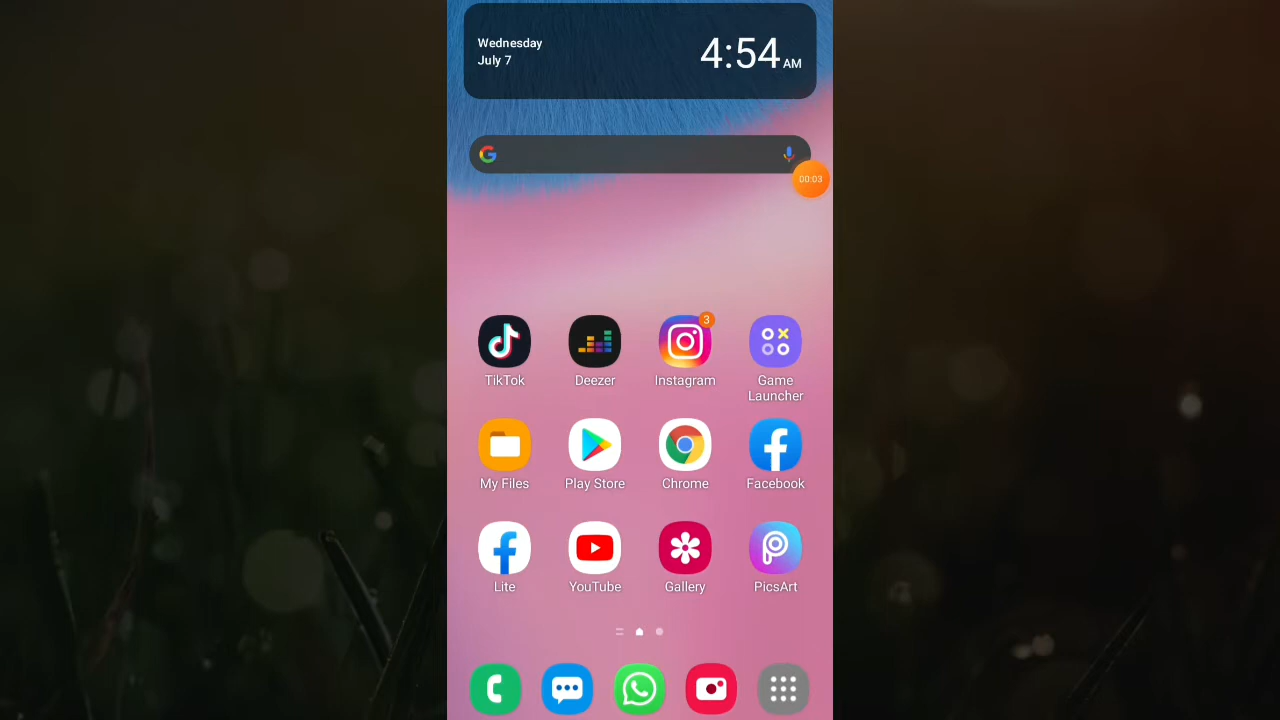 Wednesday
July 7
4:54 AM
00:03
3
TikTok
Deezer
Instagram
Game
Launcher
My Files
Play Store
Chrome
Facebook
Lite
YouTube
Gallery
PicsArt